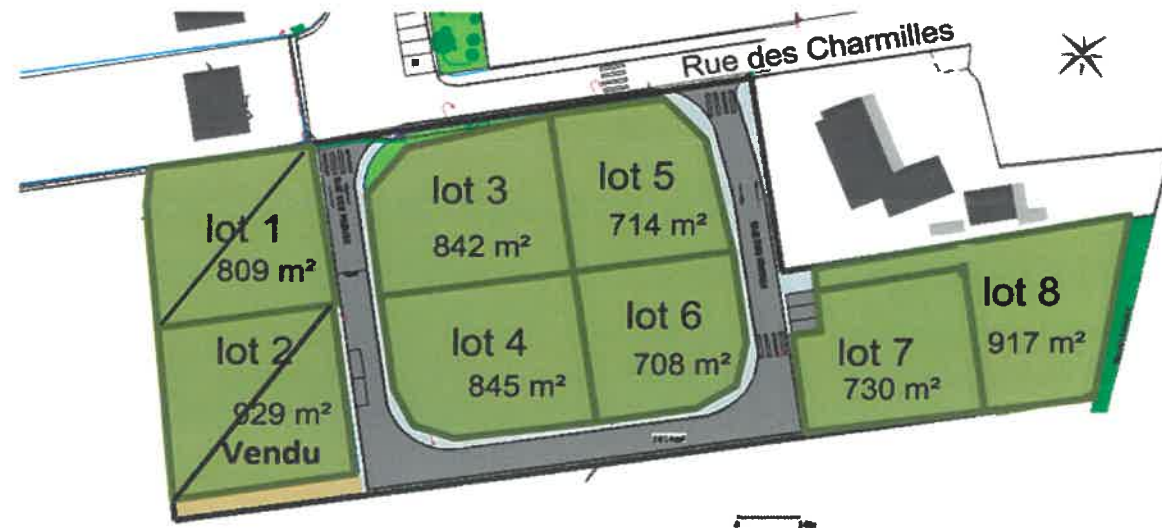 Rue des Charmilles
lot 1
809 m²
lot 2
929 m²
Vendu
lot 3
842 m²
lot 5
714 m²
lot 4
845 m²
lot 6
708 m²
lot 7
730 m²
lot 8
917 m²